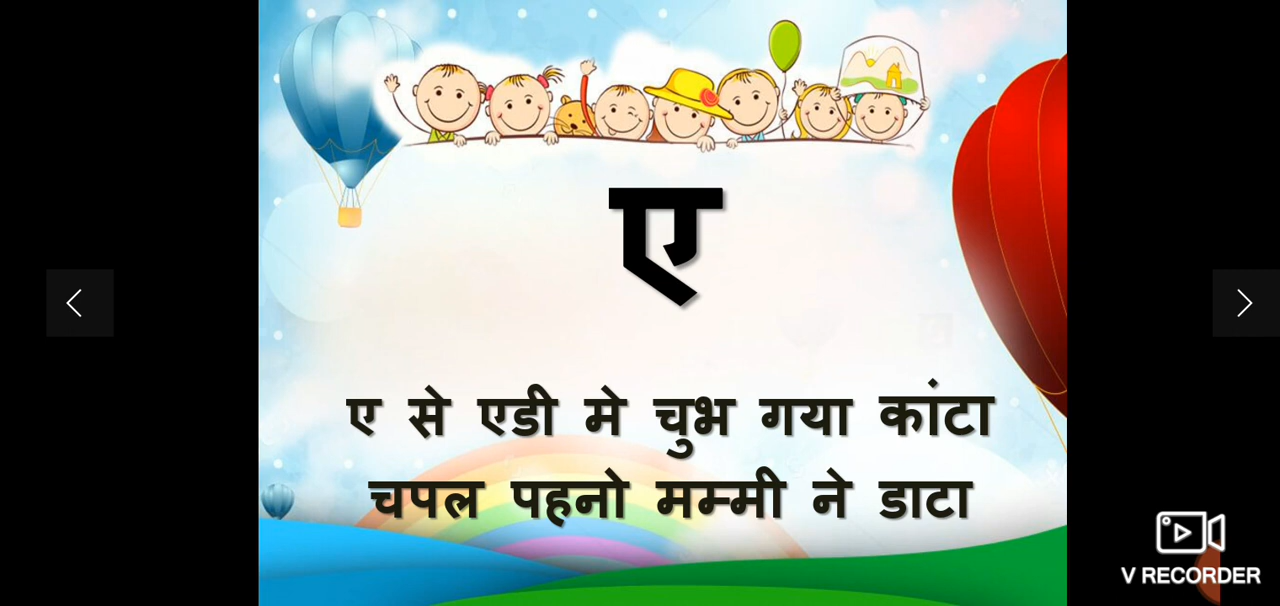 ए
ए से एडी मे चुभ गया कांटा
चपल पहनो मम्मी ने डाटा
V RECORDER